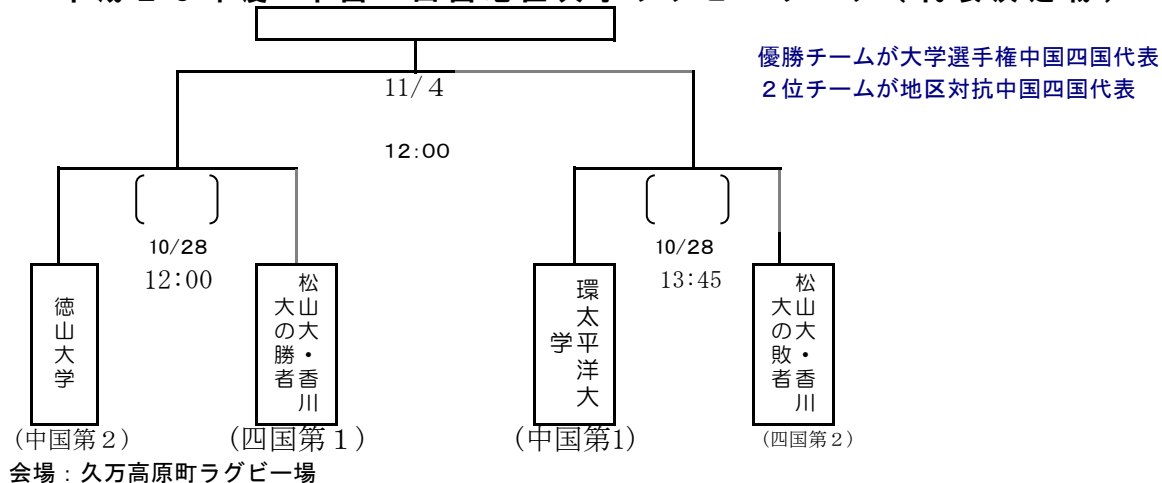 優勝チームが大学選手権中国四国代表
２位チームが地区対抗中国四国代表
11/４
12:00
10/28
12:00
10/28
13:45
徳山大学
松山大・香川
大の勝者
環太平洋大
学
松山大・香川
大の敗者
(中国第２)
(四国第１)
(中国第1)
(四国第２)
会場：久万高原町ラグビー場